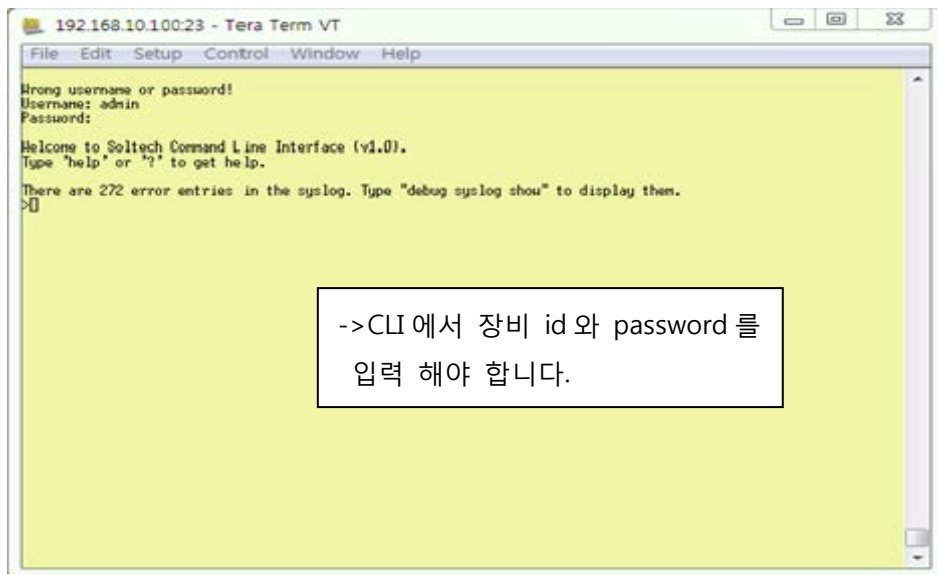 192.168.10.100:23 - Tera Term VT
File Edit Setup Control Window Help
Wrong username or password!
Username: admin
Password:
Welcome to Soltech Command Line Interface (v1.0).
Type 'help' or '?' to get help.
There are 272 error entries in the syslog. Type "debug syslog show" to display them.
>
->CLI 에서 장비 id 와 password 를
입력 해야 합니다.